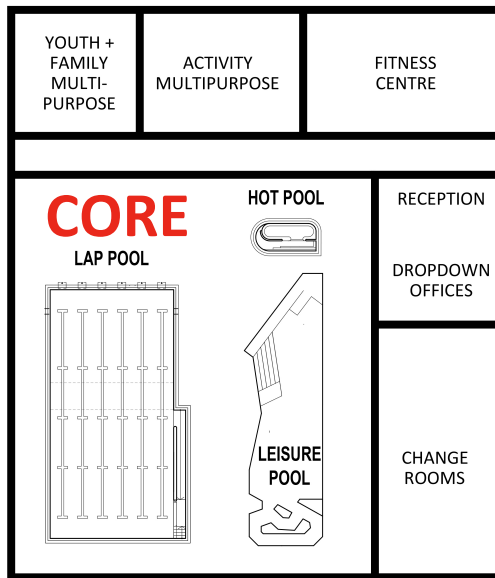 YOUTH +
FAMILY
MULTI-
PURPOSE
ACTIVITY
MULTIPURPOSE
FITNESS
CENTRE
CORE
LAP POOL
HOT POOL
LEISURE
POOL
RECEPTION
DROPDOWN
OFFICES
CHANGE
ROOMS